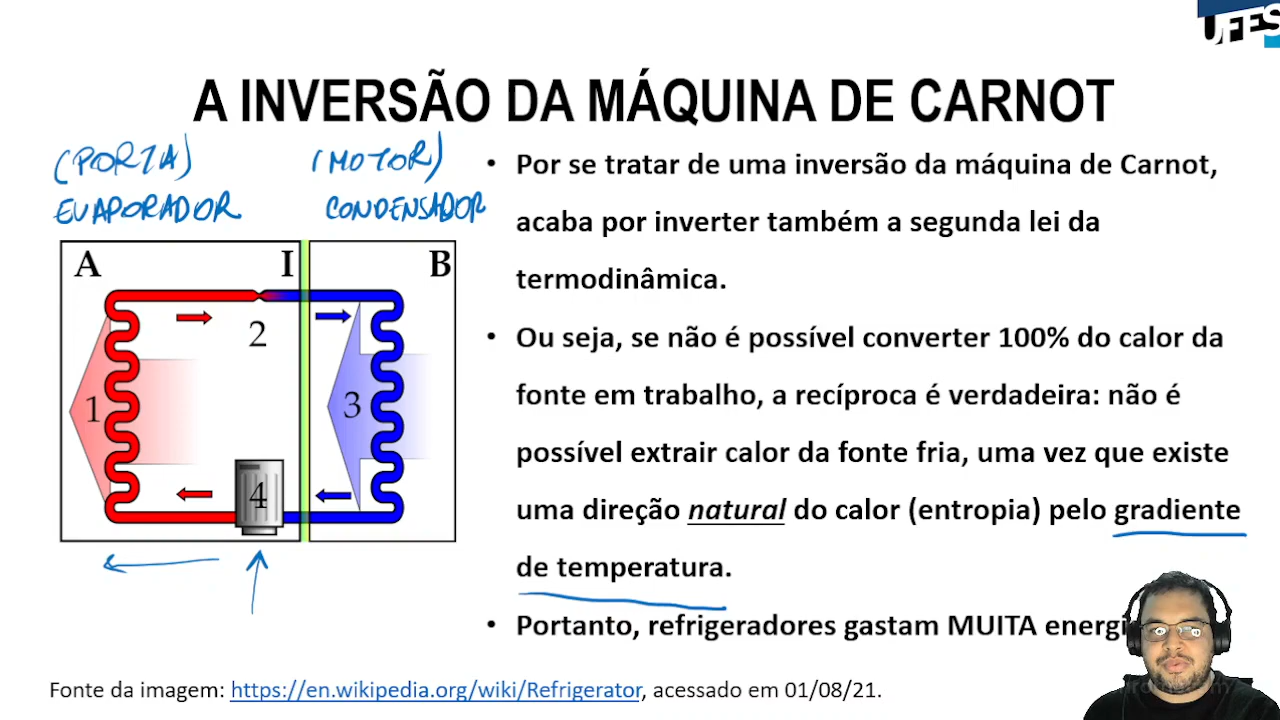 UFES
A INVERSÃO DA MÁQUINA DE CARNOT
(PORTA)
EVAPORADOR
(MOTOR)
CONDENSADOR
A
I
B
1
2
3
4
• Por se tratar de uma inversão da máquina de Carnot,
acaba por inverter também a segunda lei da
termodinâmica.
• Ou seja, se não é possível converter 100% do calor da
fonte em trabalho, a recíproca é verdadeira: não é
possível extrair calor da fonte fria, uma vez que existe
uma direção natural do calor (entropia) pelo gradiente
de temperatura.
• Portanto, refrigeradores gastam MUITA
Fonte da imagem: https://en.wikipedia.org/wiki/Refrigerator, acessado em 01/08/21.